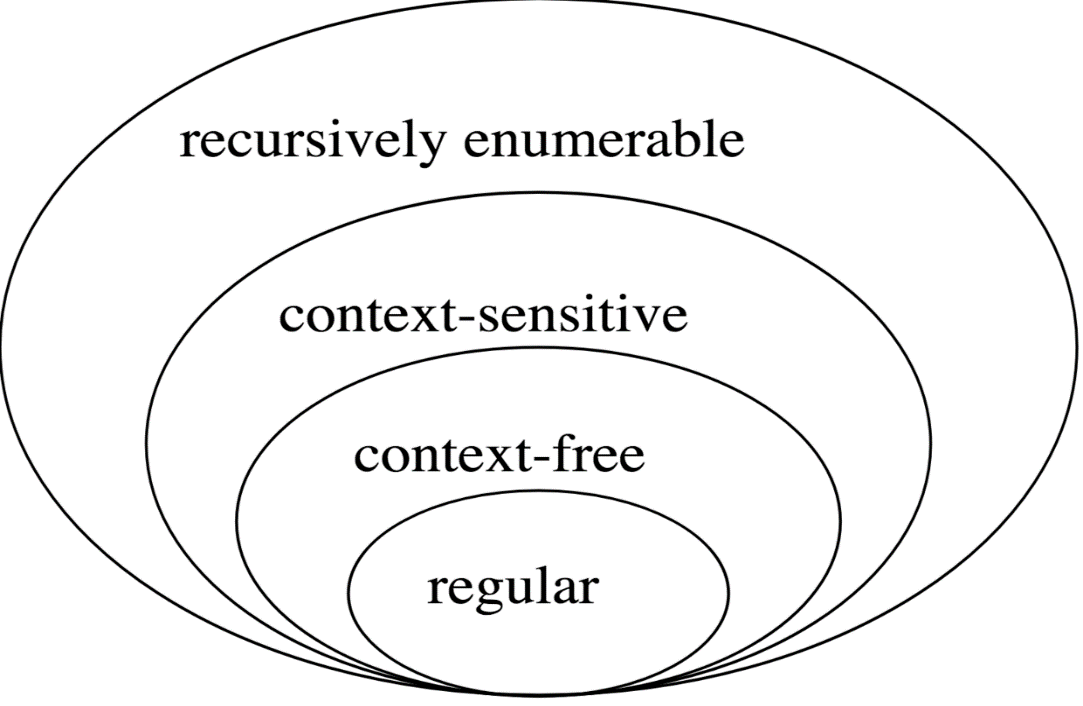 recursively enumerable
context-sensitive
context-free
regular